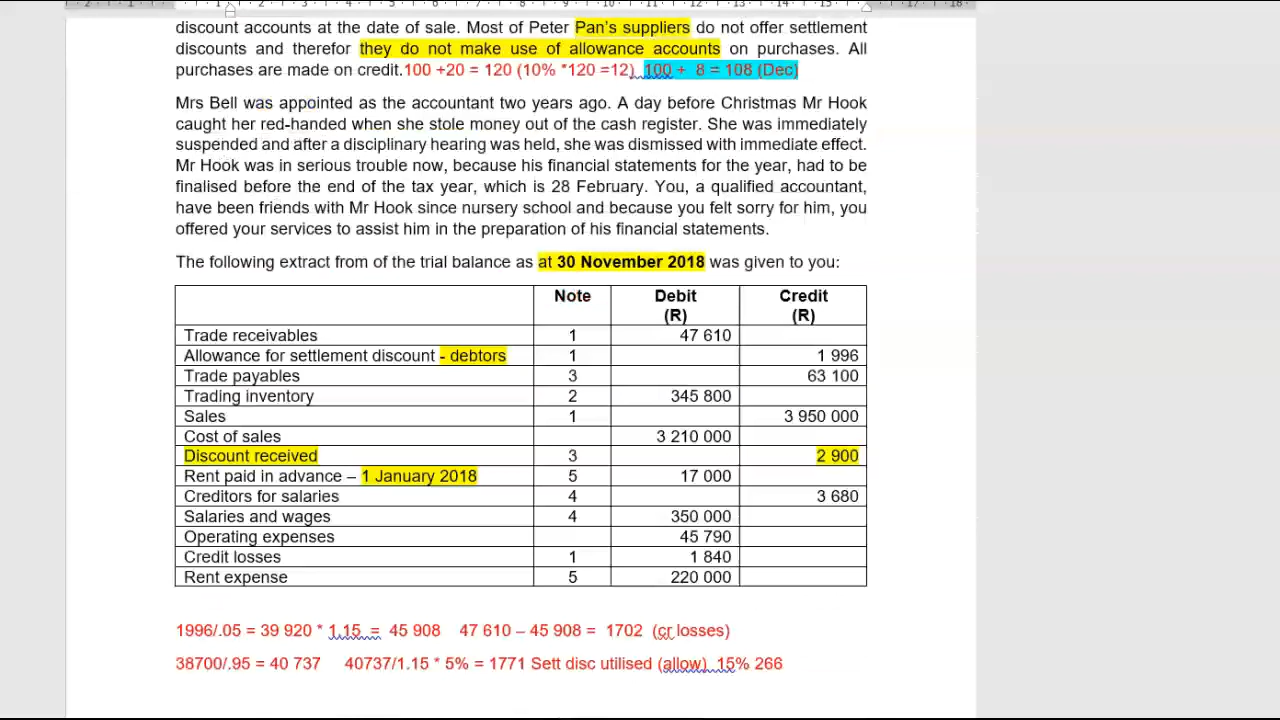 discount accounts at the date of sale. Most of Peter Pan's suppliers do not offer settlement
discounts and therefor they do not make use of allowance accounts on purchases. All
purchases are made on credit.100 +20 = 120 (10% *120 =12) 100 + 8 = 108 (Dec)
Mrs Bell was appointed as the accountant two years ago. A day before Christmas Mr Hook
caught her red-handed when she stole money out of the cash register. She was immediately
suspended and after a disciplinary hearing was held, she was dismissed with immediate effect.
Mr Hook was in serious trouble now, because his financial statements for the year, had to be
finalised before the end of the tax year, which is 28 February. You, a qualified accountant,
have been friends with Mr Hook since nursery school and because you felt sorry for him, you
offered your services to assist him in the preparation of his financial statements.
The following extract from of the trial balance as at 30 November 2018 was given to you:
Note Debit Credit
(R) (R)
Trade receivables 1 47 610
Allowance for settlement discount - debtors 1 1 996
Trade payables 3 63 100
Trading inventory 2 345 800
Sales 1 3 950 000
Cost of sales 3 210 000
Discount received 3 2 900
Rent paid in advance – 1 January 2018 5 17 000
Creditors for salaries 4 3 680
Salaries and wages 4 350 000
Operating expenses 45 790
Credit losses 1 1 840
Rent expense 5 220 000
1996/.05 = 39 920 * 1.15 = 45 908 47 610 – 45 908 = 1702 (cr losses)
38700/.95 = 40 737 40737/1.15 * 5% = 1771 Sett disc utilised (allow) 15% 266